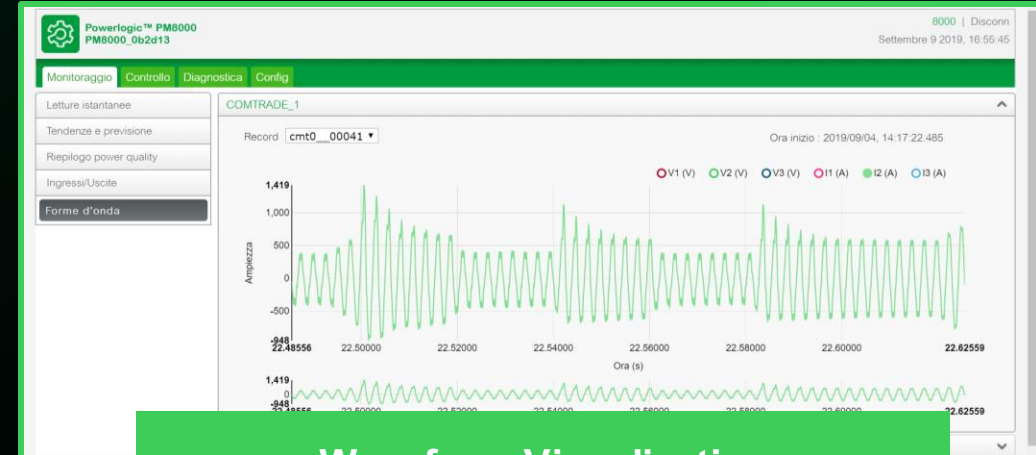 Powerlogic™ PM8000
PM8000_0b2d13
8000 | Disconn
Settembre 9 2019, 16:55:45
Monitoraggio Controllo Diagnostica Config
Letture istantanee
Tendenze e previsione
Riepilogo power quality
Ingressi/Uscite
Forme d'onda
COMTRADE_1
Record cmt0__00041
Ora inizio : 2019/09/04, 14:17:22.485
V1 (V) V2 (V) V3 (V) I1 (A) I2 (A) I3 (A)
Ampiezza
1,419
1,000
500
0
-500
-948
22.48556 22.50000 22.52000 22.54000 22.56000 22.58000 22.60000 22.62559
Ora (s)
1,419
0
-948
22.48556 22.50000 22.52000 22.54000 22.56000 22.58000 22.60000 22.62559